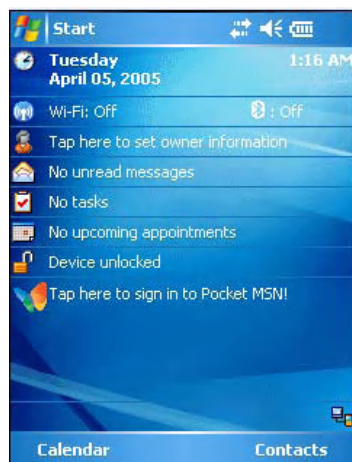 Start
Tuesday 1:16 AM
April 05, 2005
Wi-Fi: Off : Off
Tap here to set owner information
No unread messages
No tasks
No upcoming appointments
Device unlocked
Tap here to sign in to Pocket MSN!
Calendar Contacts